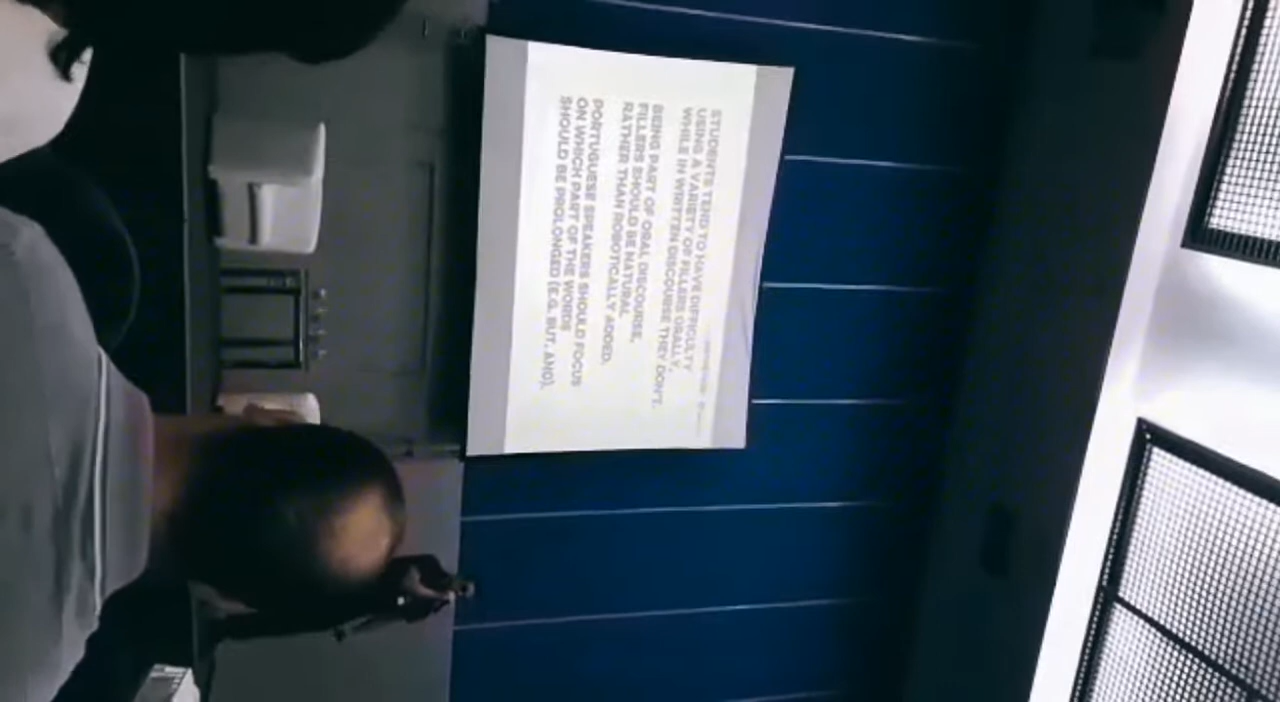 STUDENTS TEND TO HAVE DIFFICULTY
USING A VARIETY OF FILLERS ORALLY,
WHILE IN WRITTEN DISCOURSE THEY DON'T.
BEING PART OF ORAL DISCOURSE,
FILLERS SHOULD BE NATURAL
RATHER THAN ROBOTICALLY ADDED.
PORTUGUESE SPEAKERS SHOULD FOCUS
ON WHICH PART OF THE WORDS
SHOULD BE PROLONGED (E.G. BUT, AND).